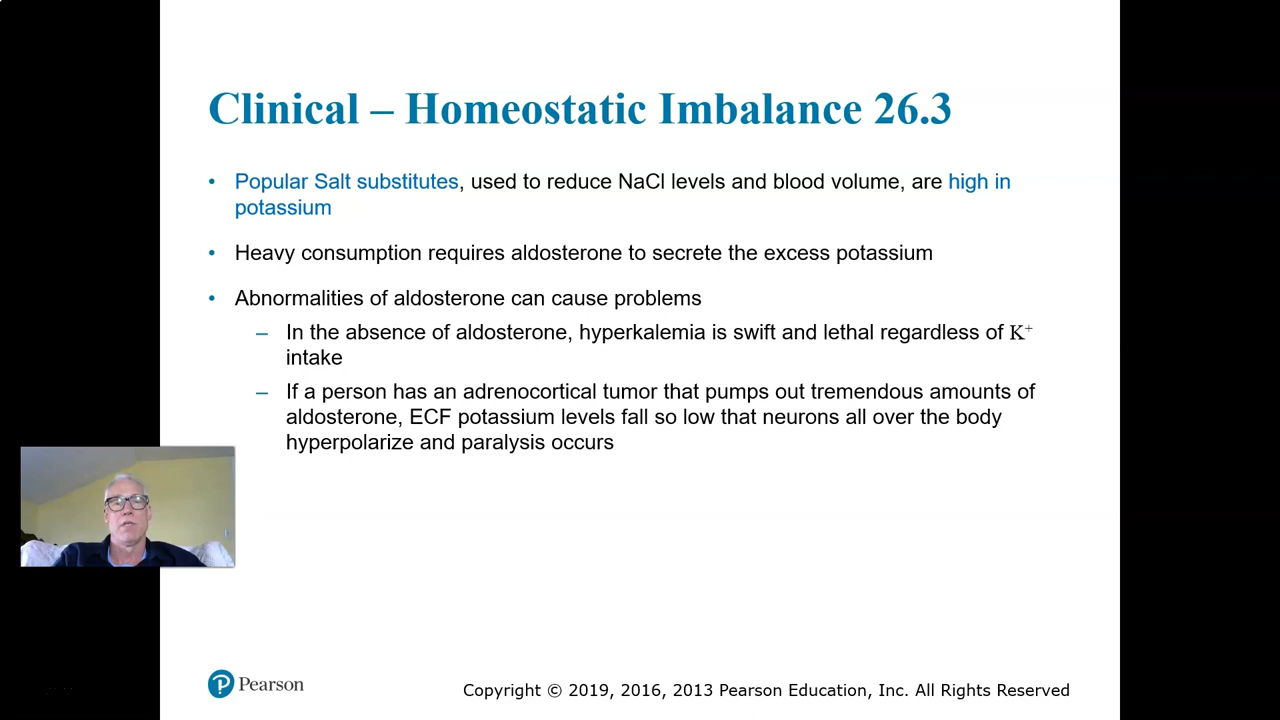 Clinical – Homeostatic Imbalance 26.3
• Popular Salt substitutes, used to reduce NaCl levels and blood volume, are high in
potassium
• Heavy consumption requires aldosterone to secrete the excess potassium
• Abnormalities of aldosterone can cause problems
– In the absence of aldosterone, hyperkalemia is swift and lethal regardless of K⁺
intake
– If a person has an adrenocortical tumor that pumps out tremendous amounts of
aldosterone, ECF potassium levels fall so low that neurons all over the body
hyperpolarize and paralysis occurs
P Pearson
Copyright © 2019, 2016, 2013 Pearson Education, Inc. All Rights Reserved